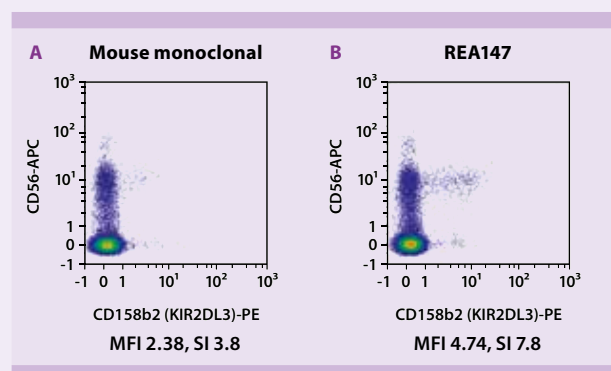 A Mouse monoclonal
10³
10²
10¹
1
0
-1
CD56-APC
-1 0 1 10¹ 10² 10³
CD158b2 (KIR2DL3)-PE
MFI 2.38, SI 3.8
B REA147
10³
10²
10¹
1
0
-1
CD56-APC
-1 0 1 10¹ 10² 10³
CD158b2 (KIR2DL3)-PE
MFI 4.74, SI 7.8